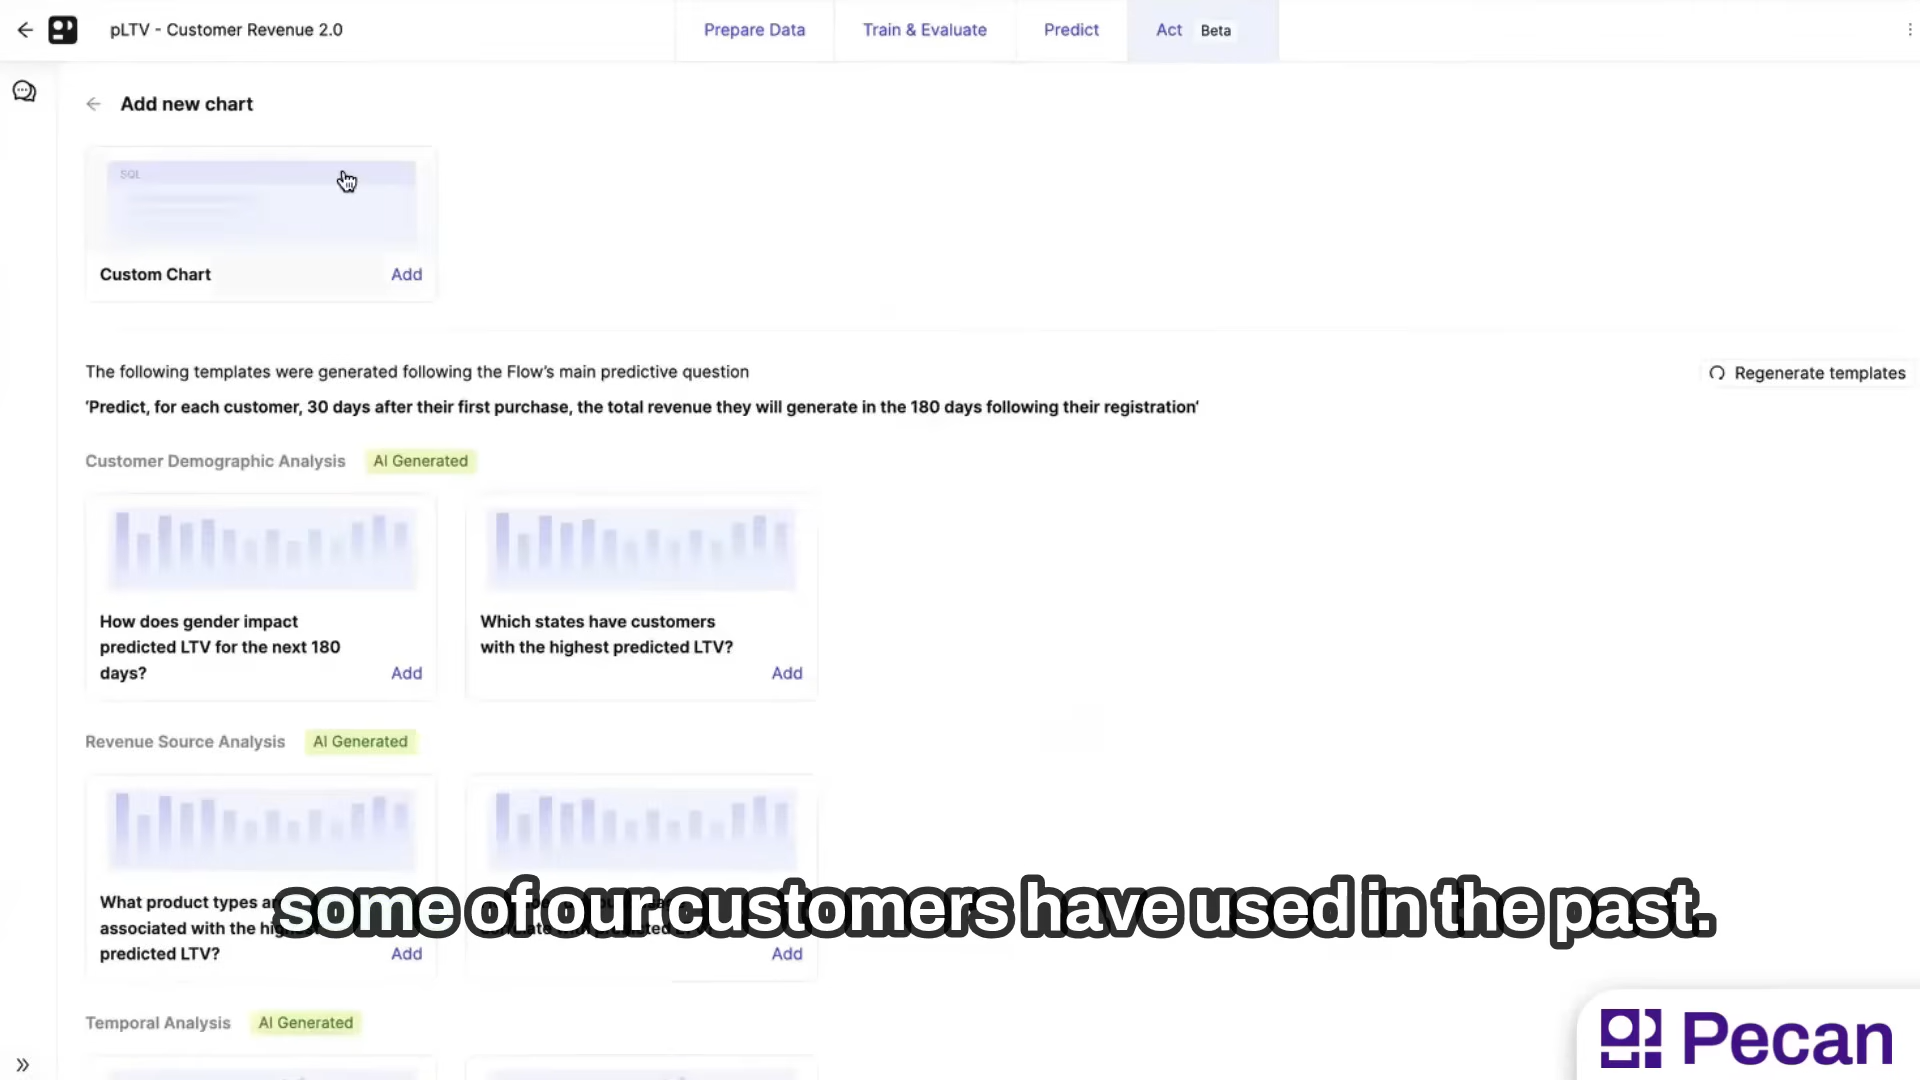 pLTV - Customer Revenue 2.0
Prepare Data
Train & Evaluate
Predict
Act Beta
Add new chart
SQL
Custom Chart
Add
The following templates were generated following the Flow's main predictive question
Regenerate templates
'Predict, for each customer, 30 days after their first purchase, the total revenue they will generate in the 180 days following their registration'
Customer Demographic Analysis AI Generated
How does gender impact
predicted LTV for the next 180
days?
Add
Which states have customers
with the highest predicted LTV?
Add
Revenue Source Analysis AI Generated
What product types
associated with the
predicted LTV?
Add
Add
some of our customers have used in the past.
Temporal Analysis AI Generated
Pecan